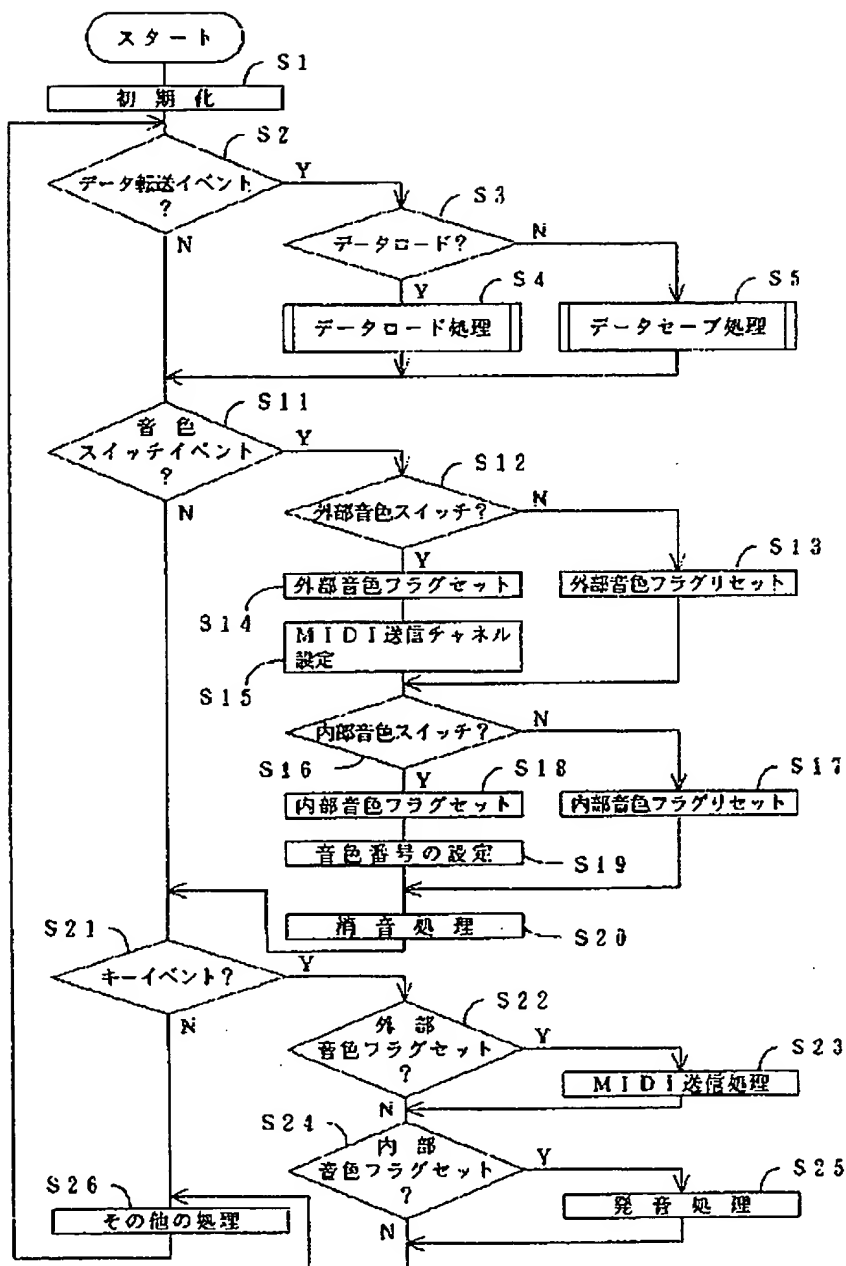 スタート
S1
初期化
S2
データ転送イベント
?
Y
N
S3
データロード?
N
Y
S4
データロード処理
S5
データセーブ処理
S11
音色
スイッチイベント
?
Y
N
S12
外部音色スイッチ?
N
Y
S13
外部音色フラグリセット
外部音色フラグセット
S14
MIDI送信チャネル
設定
S15
内部音色スイッチ?
N
S16
Y
S18
S17
内部音色フラグセット
内部音色フラグリセット
音色番号の設定
S19
消音処理
S20
S21
キーイベント?
Y
N
S22
外部
音色フラグセット
?
Y
N
S23
MIDI送信処理
S24
内部
音色フラグセット
?
Y
N
S25
発音処理
S26
その他の処理